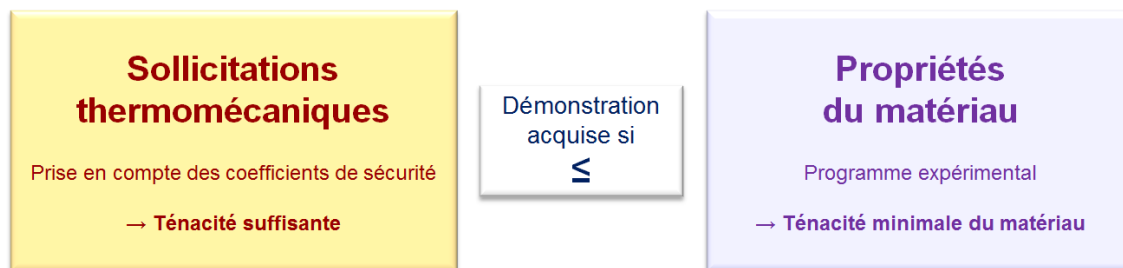 Sollicitations
thermomécaniques
Prise en compte des coefficients de sécurité
→ Ténacité suffisante
Démonstration
acquise si
≤
Propriétés
du matériau
Programme expérimental
→ Ténacité minimale du matériau